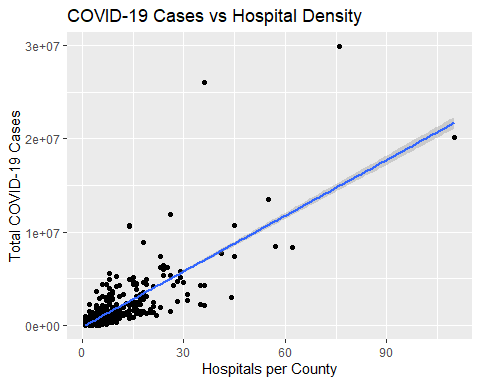 COVID-19 Cases vs Hospital Density
Total COVID-19 Cases
3e+07
2e+07
1e+07
0e+00
0 30 60 90
Hospitals per County